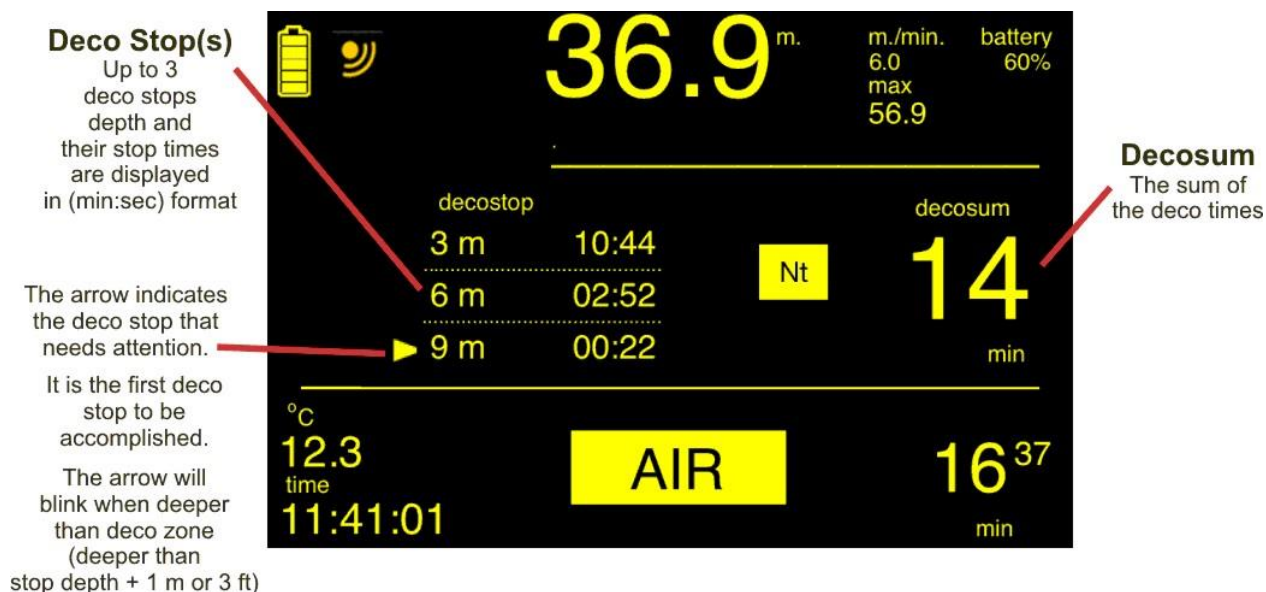 Deco Stop(s)
Up to 3
deco stops
depth and
their stop times
are displayed
in (min:sec) format
The arrow indicates
the deco stop that
needs attention.
It is the first deco
stop to be
accomplished.
The arrow will
blink when deeper
than deco zone
(deeper than
stop depth + 1 m or 3 ft)
36.9 m.
m./min.
6.0
max
56.9
battery
60%
decostop
3 m 10:44
6 m 02:52
9 m 00:22
Nt
decosum
14
min
°C
12.3
time
11:41:01
AIR
16 37
min
Decosum
The sum of
the deco times